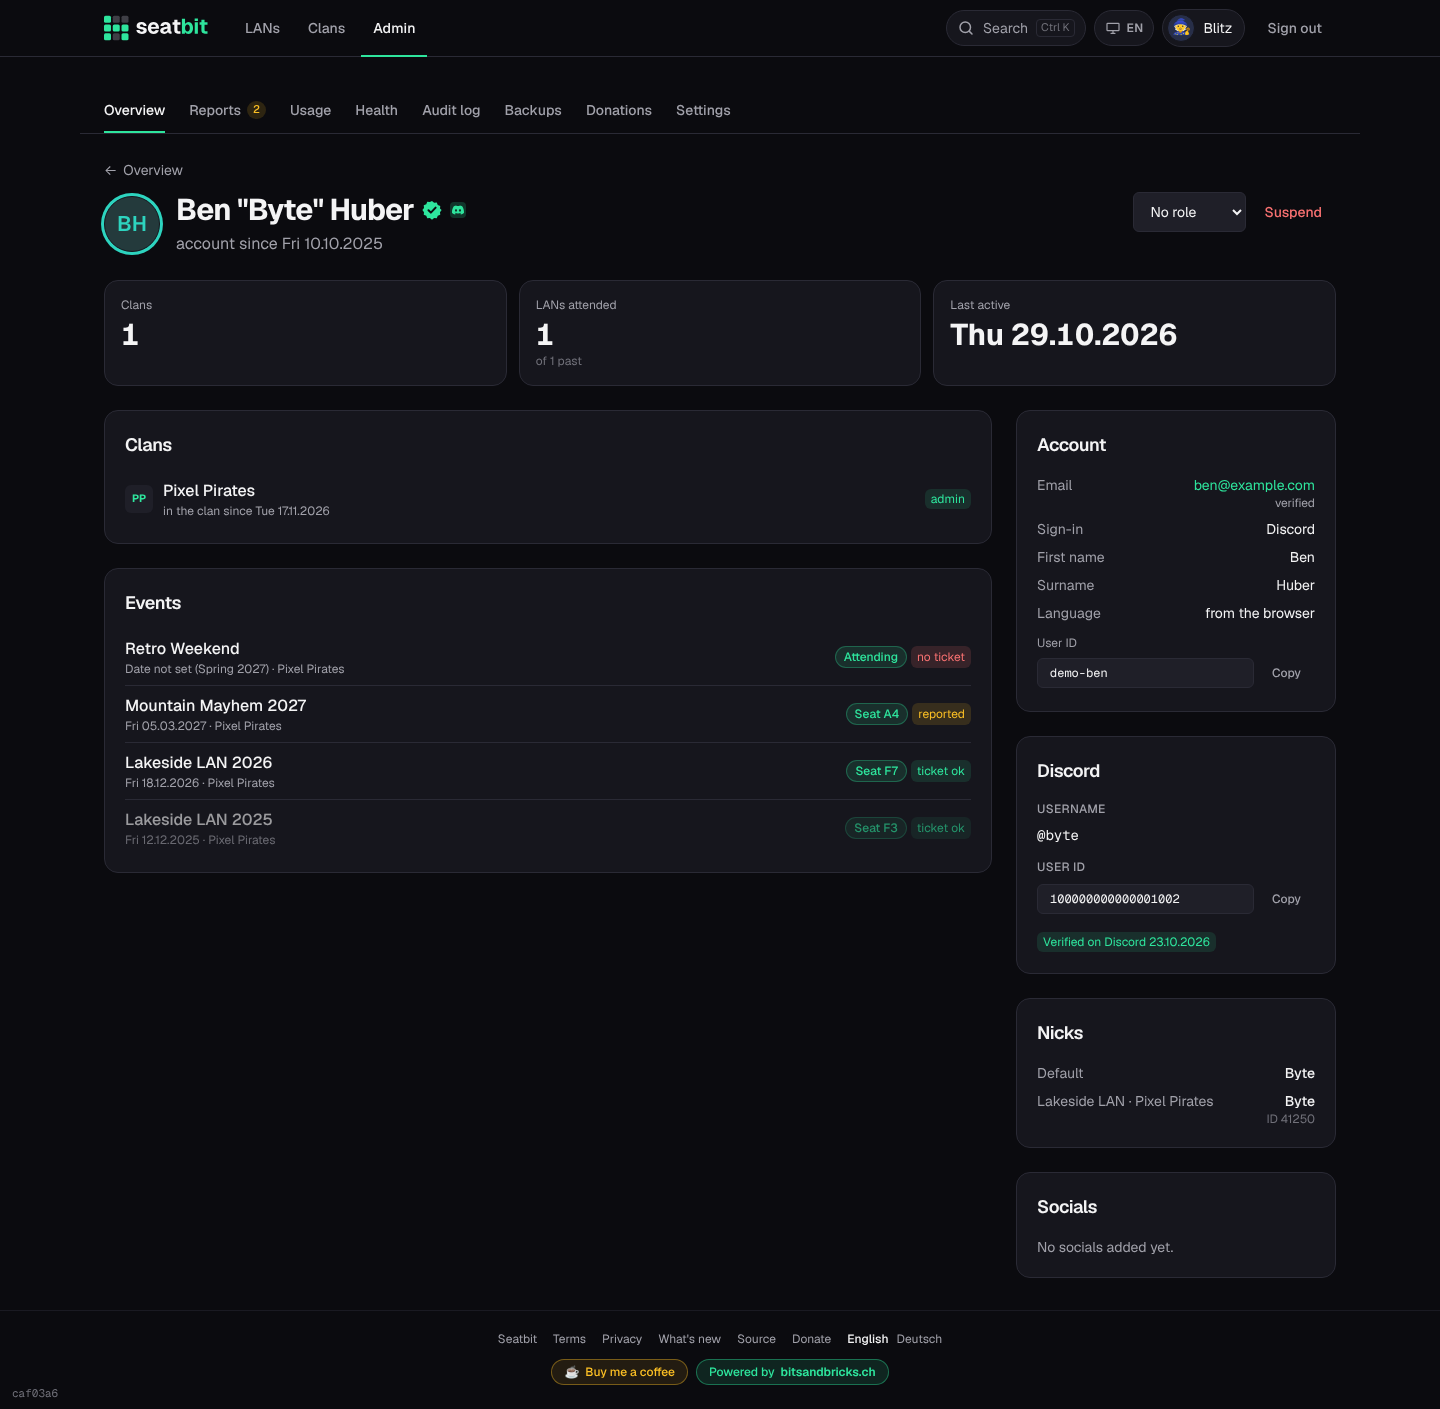 seatbit LANs Clans Admin Search Ctrl K EN Blitz Sign out
Overview Reports 2 Usage Health Audit log Backups Donations Settings
← Overview
BH
Ben "Byte" Huber
account since Fri 10.10.2025
No role
Suspend
Clans
1
LANs attended
1
of 1 past
Last active
Thu 29.10.2026
Clans
PP
Pixel Pirates
in the clan since Tue 17.11.2026
admin
Events
Retro Weekend
Date not set (Spring 2027) · Pixel Pirates
Attending no ticket
Mountain Mayhem 2027
Fri 05.03.2027 · Pixel Pirates
Seat A4 reported
Lakeside LAN 2026
Fri 18.12.2026 · Pixel Pirates
Seat F7 ticket ok
Lakeside LAN 2025
Fri 12.12.2025 · Pixel Pirates
Seat F3 ticket ok
Account
Email ben@example.com
verified
Sign-in Discord
First name Ben
Surname Huber
Language from the browser
User ID
demo-ben Copy
Discord
USERNAME
@byte
USER ID
100000000000001002 Copy
Verified on Discord 23.10.2026
Nicks
Default Byte
Lakeside LAN · Pixel Pirates Byte
ID 41250
Socials
No socials added yet.
Seatbit Terms Privacy What's new Source Donate English Deutsch
Buy me a coffee Powered by bitsandbricks.ch
caf03a6